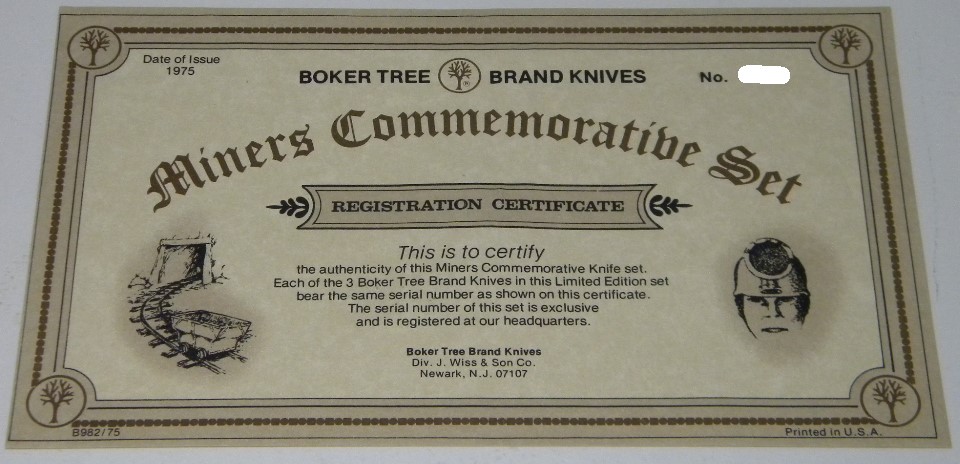 Date of Issue
1975
BOKER TREE BRAND KNIVES
No.
Miners Commemorative Set
REGISTRATION CERTIFICATE
This is to certify
the authenticity of this Miners Commemorative Knife set.
Each of the 3 Boker Tree Brand Knives in this Limited Edition set
bear the same serial number as shown on this certificate.
The serial number of this set is exclusive
and is registered at our headquarters.
Boker Tree Brand Knives
Div. J. Wiss & Son Co.
Newark, N.J. 07107
B982/75
Printed in U.S.A.